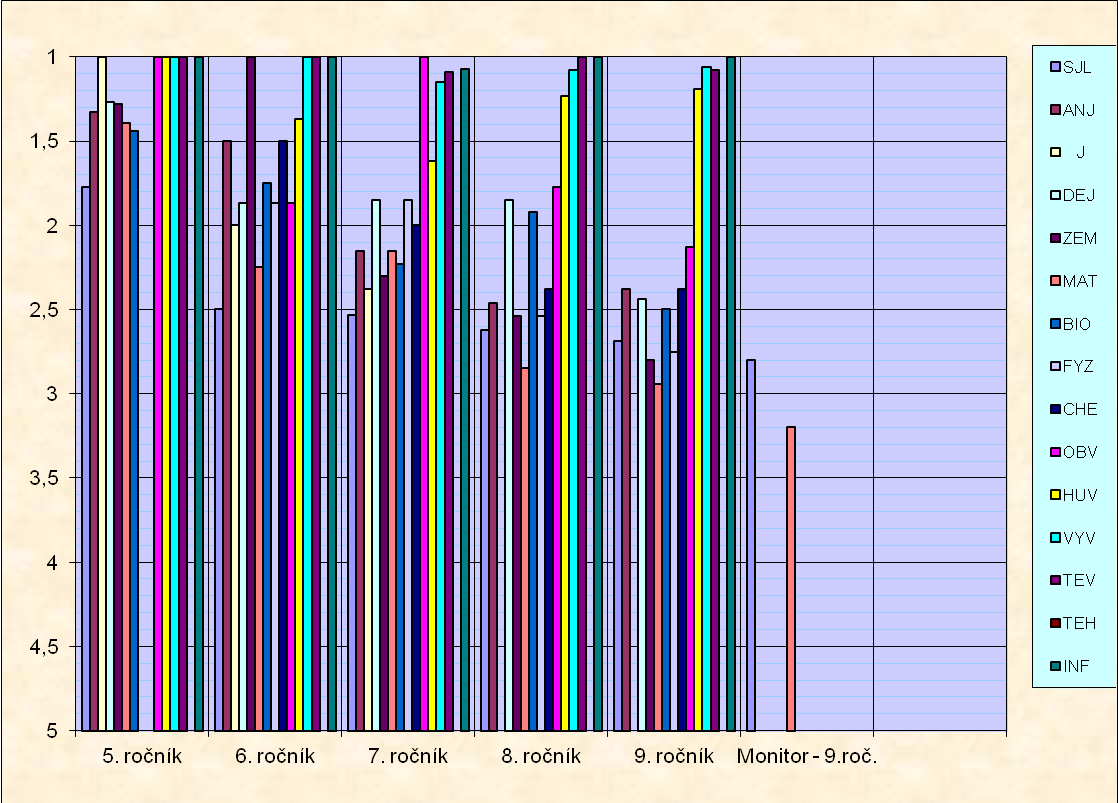 1
1,5
2
2,5
3
3,5
4
4,5
5
5. ročník
6. ročník
7. ročník
8. ročník
9. ročník
Monitor - 9.roč.
SJL
ANJ
J
DEJ
ZEM
MAT
BIO
FYZ
CHE
OBV
HUV
VYV
TEV
TEH
INF